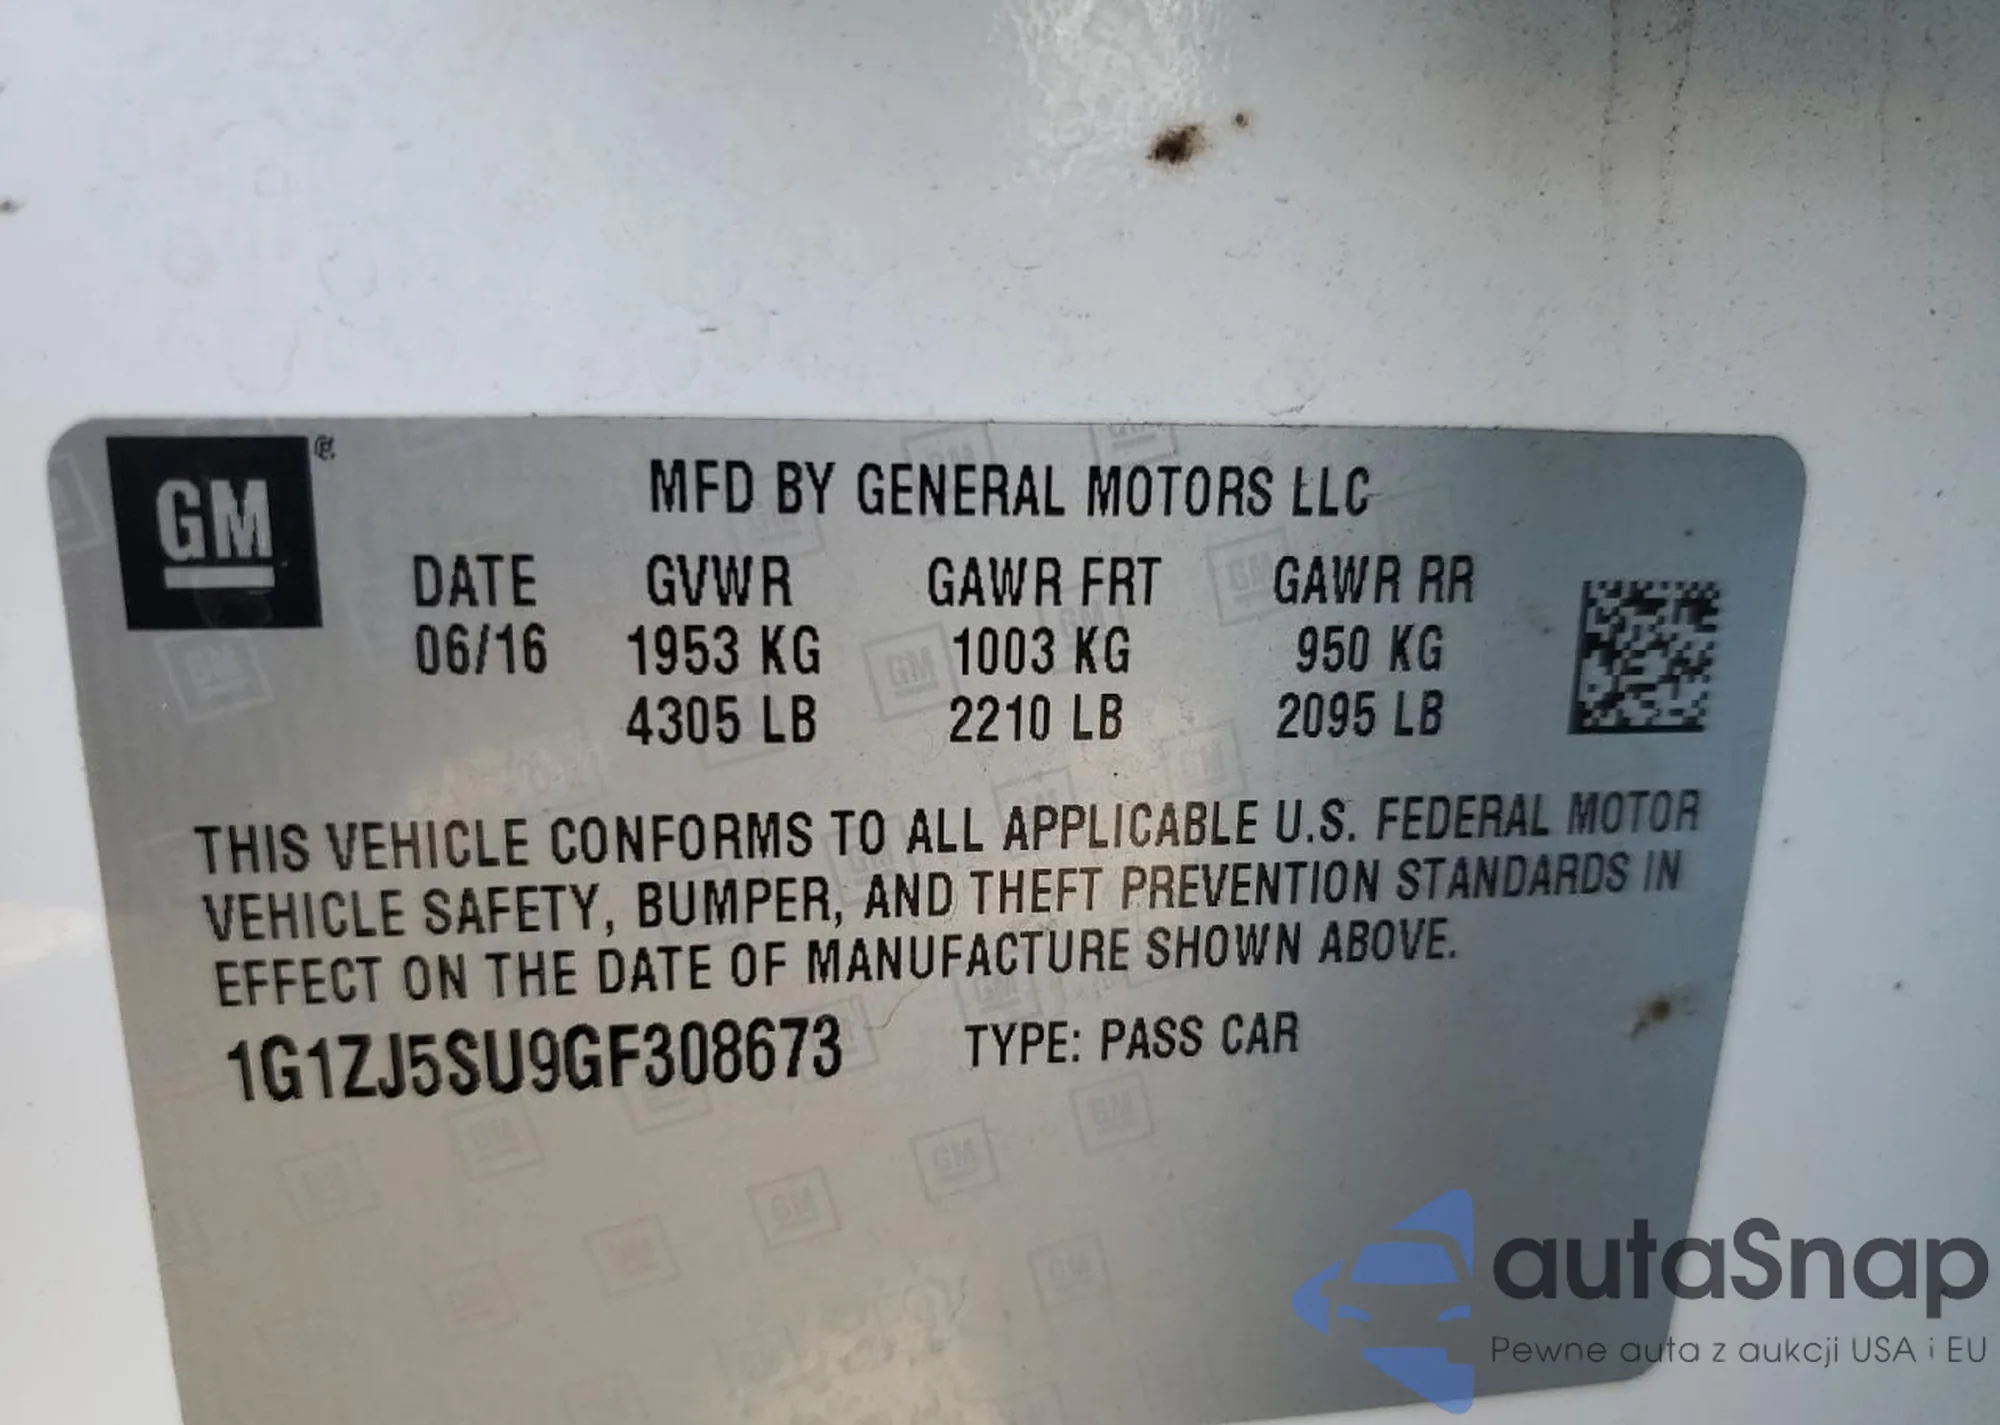 GM
MFD BY GENERAL MOTORS LLC
DATE GVWR GAWR FRT GAWR RR
06/16 1953 KG 1003 KG 950 KG
4305 LB 2210 LB 2095 LB
THIS VEHICLE CONFORMS TO ALL APPLICABLE U.S. FEDERAL MOTOR
VEHICLE SAFETY, BUMPER, AND THEFT PREVENTION STANDARDS IN
EFFECT ON THE DATE OF MANUFACTURE SHOWN ABOVE.
1G1ZJ5SU9GF308673 TYPE: PASS CAR
autaSnap
Pewne auta z aukcji USA i EU